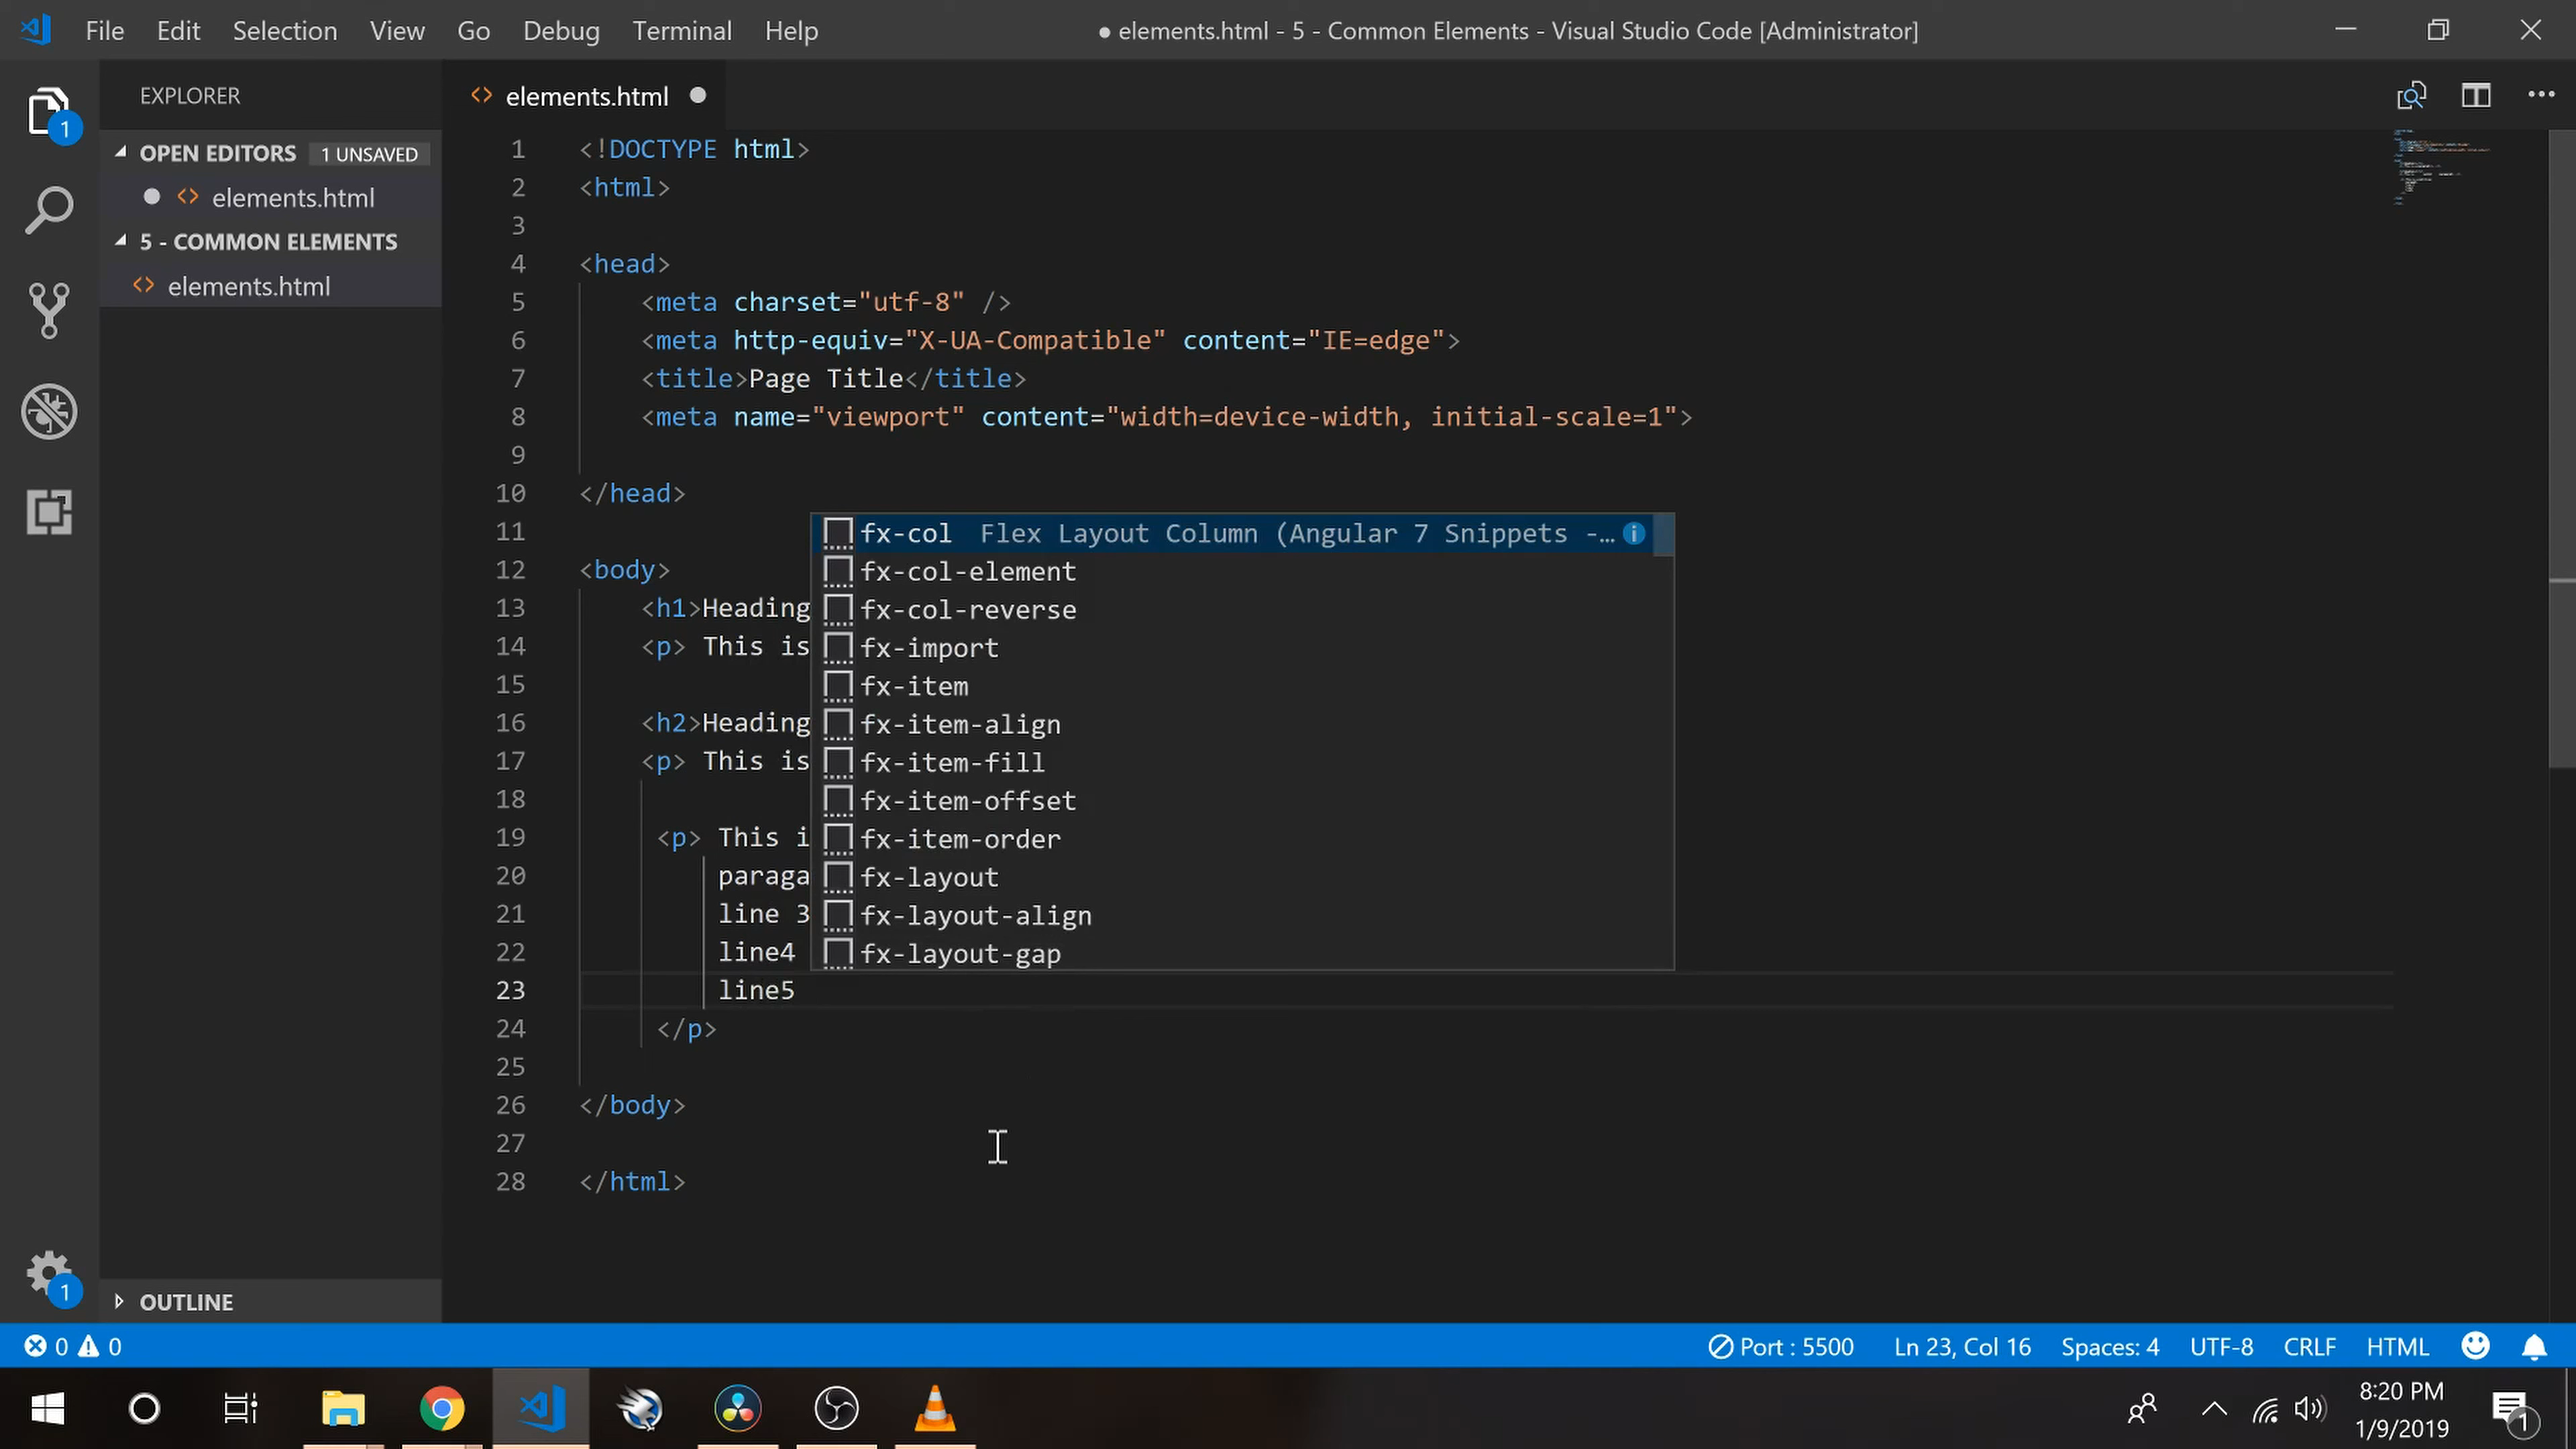 File Edit Selection View Go Debug Terminal Help
● elements.html - 5 - Common Elements - Visual Studio Code [Administrator]
EXPLORER
1
OPEN EDITORS 1 UNSAVED
elements.html
5 - COMMON ELEMENTS
elements.html
OUTLINE
1
elements.html
1 <!DOCTYPE html>
2 <html>
3
4 <head>
5 <meta charset="utf-8" />
6 <meta http-equiv="X-UA-Compatible" content="IE=edge">
7 <title>Page Title</title>
8 <meta name="viewport" content="width=device-width, initial-scale=1">
9
10 </head>
11
12 <body>
13 <h1>Heading
14 <p> This is
15
16 <h2>Heading
17 <p> This is
18
19 <p> This i
20 paraga
21 line 3
22 line4
23 line5
24 </p>
25
26 </body>
27
28 </html>
fx-col Flex Layout Column (Angular 7 Snippets -…
fx-col-element
fx-col-reverse
fx-import
fx-item
fx-item-align
fx-item-fill
fx-item-offset
fx-item-order
fx-layout
fx-layout-align
fx-layout-gap
0 0
Port : 5500 Ln 23, Col 16 Spaces: 4 UTF-8 CRLF HTML
8:20 PM
1/9/2019
1